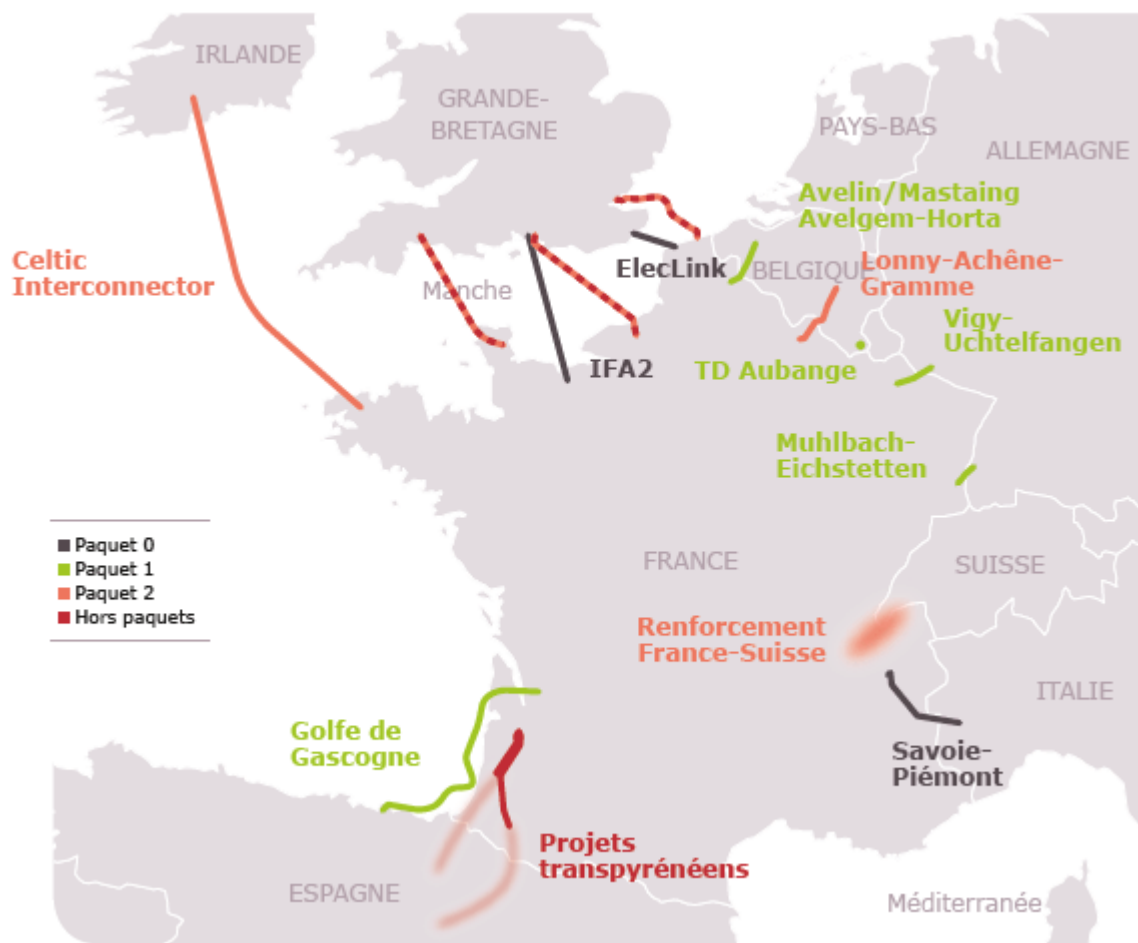 IRLANDE
GRANDE-
BRETAGNE
PAYS-BAS
ALLEMAGNE
Avelin/Mastaing
Avelgem-Horta
Celtic
Interconnector
Manche
ElecLink
BELGIQUE
Lonny-Achêne-
Gramme
Vigy-
Uchtelfangen
IFA2
TD Aubange
Muhlbach-
Eichstetten
Paquet 0
Paquet 1
Paquet 2
Hors paquets
FRANCE
SUISSE
Renforcement
France-Suisse
ITALIE
Golfe de
Gascogne
Savoie-
Piémont
Projets
transpyrénéens
ESPAGNE
Méditerranée